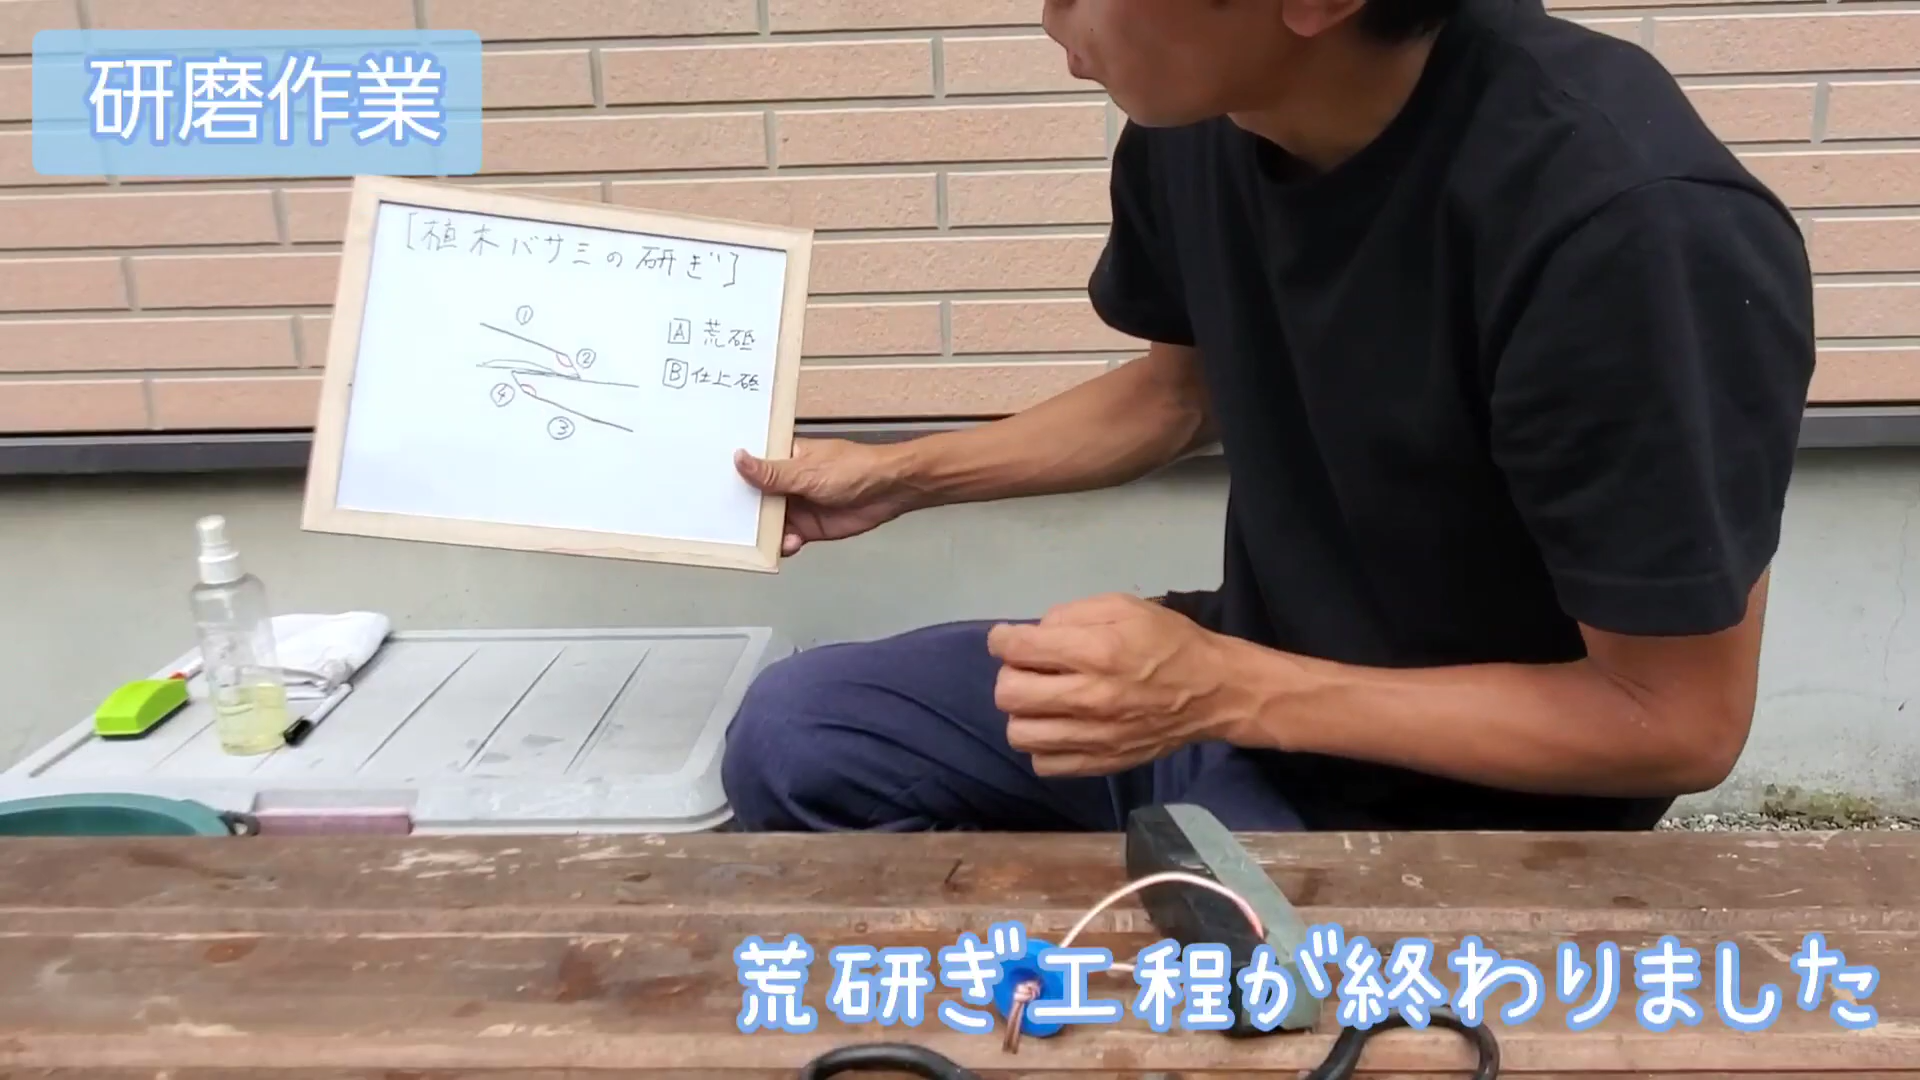 研磨作業
[植木バサミの研ぎ]
①
②
④
③
A 荒砥
B 仕上砥
荒研ぎ工程が終わりました